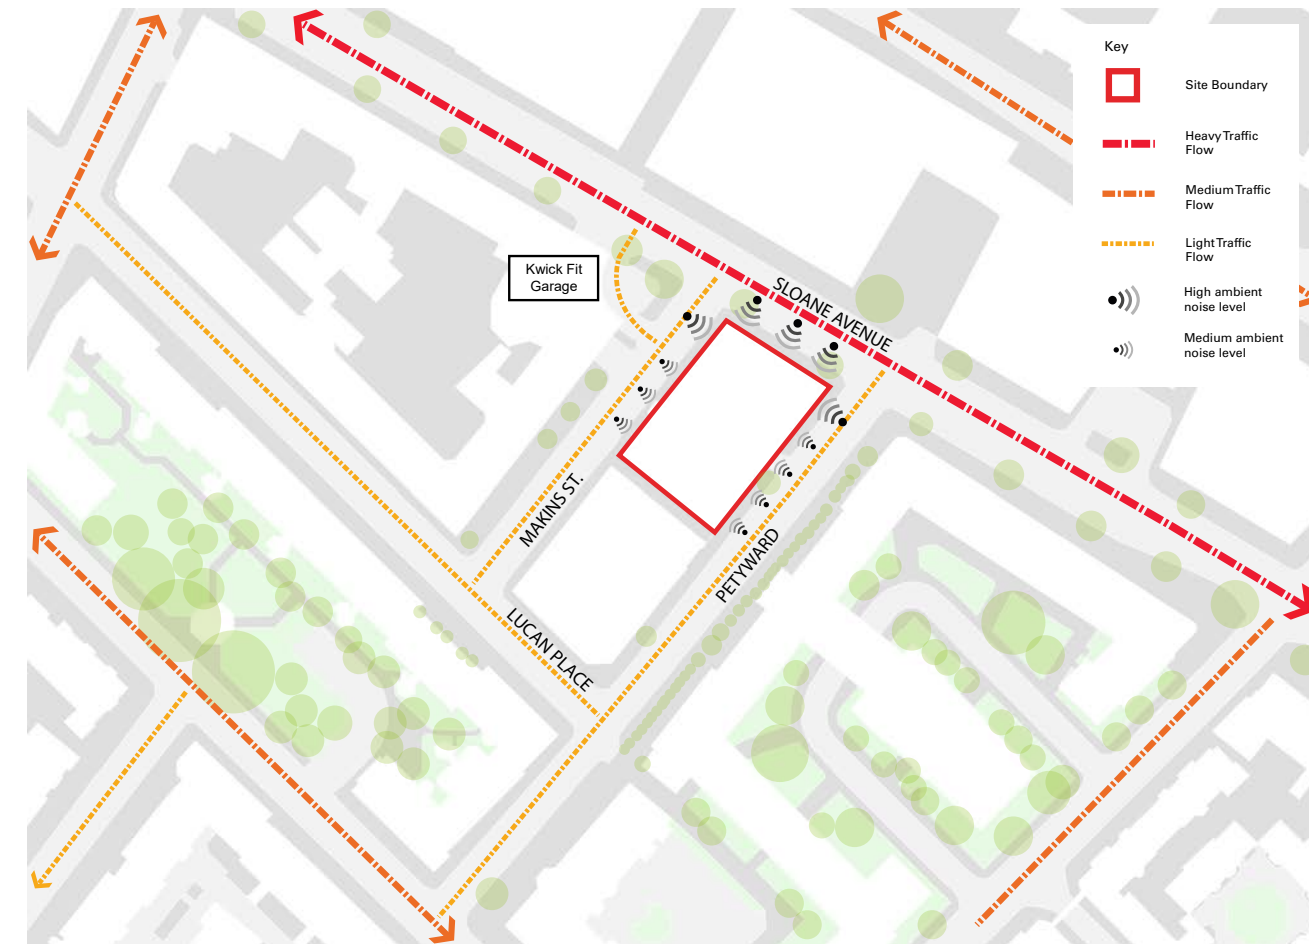 Key
Site Boundary
Heavy Traffic
Flow
Medium Traffic
Flow
Light Traffic
Flow
High ambient
noise level
Medium ambient
noise level
Kwick Fit
Garage
SLOANE AVENUE
MAKINS ST.
PETYWARD
LUCAN PLACE